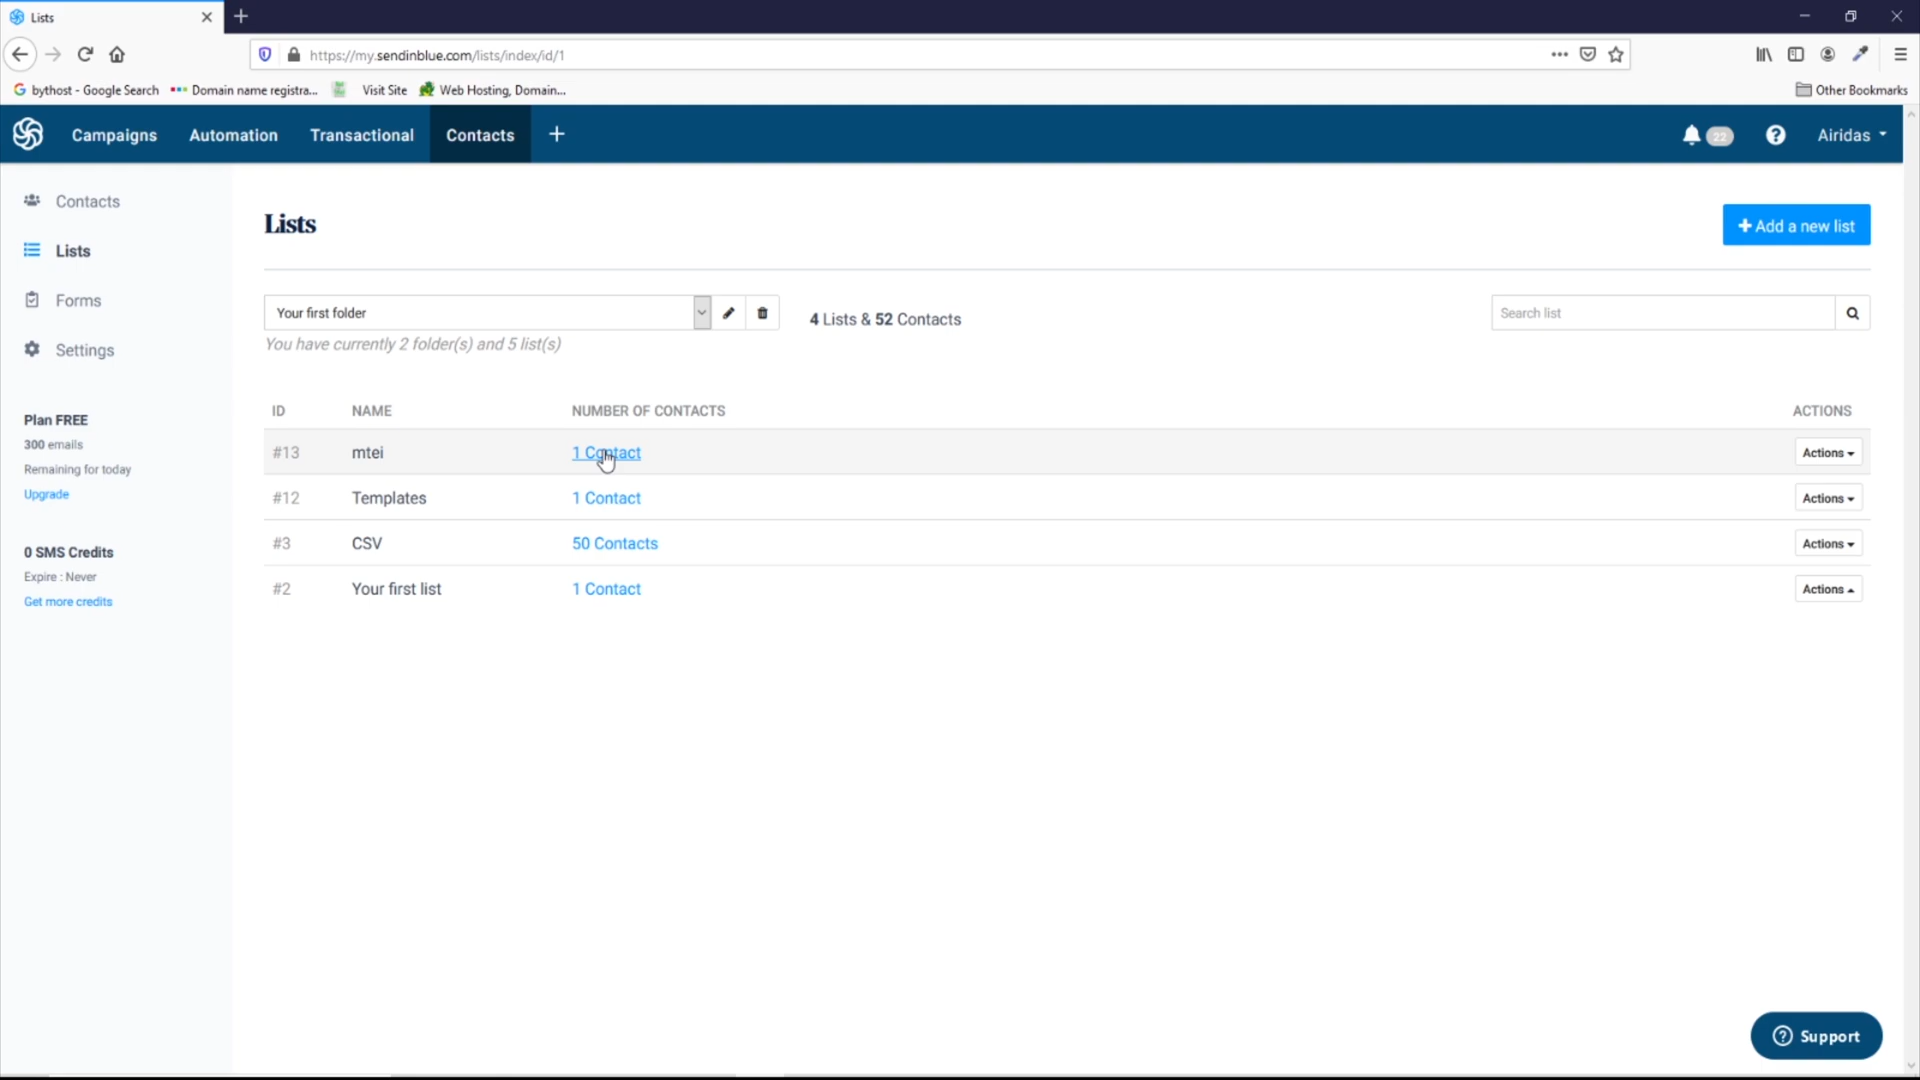 Lists
https://my.sendinblue.com/lists/index/id/1
bythost - Google Search
Domain name registra...
Visit Site
Web Hosting, Domain...
Other Bookmarks
Campaigns
Automation
Transactional
Contacts
22
Airidas
Contacts
Lists
Forms
Settings
Plan FREE
300 emails
Remaining for today
Upgrade
0 SMS Credits
Expire : Never
Get more credits
Lists
+ Add a new list
Your first folder
4 Lists & 52 Contacts
Search list
You have currently 2 folder(s) and 5 list(s)
ID NAME NUMBER OF CONTACTS ACTIONS
#13 mtei 1 Contact Actions
#12 Templates 1 Contact Actions
#3 CSV 50 Contacts Actions
#2 Your first list 1 Contact Actions
Support